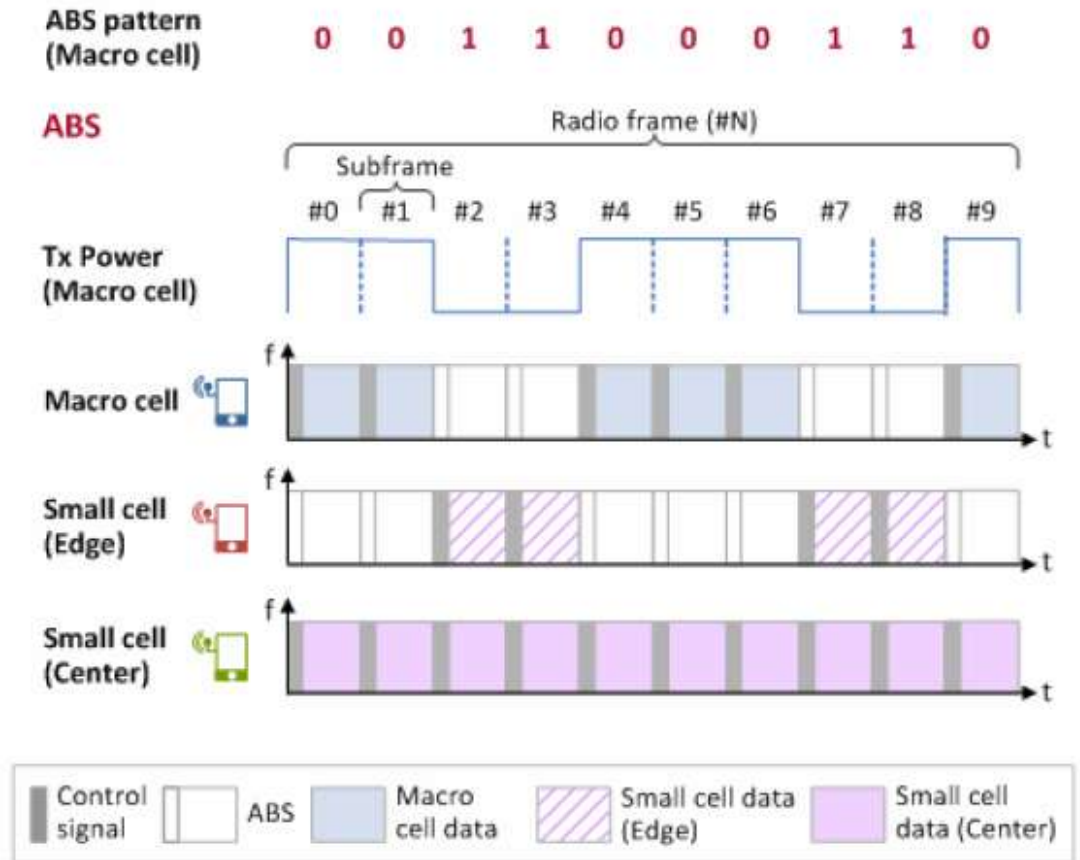 ABS pattern
(Macro cell)
0 0 1 1 0 0 0 1 1 0
ABS
Radio frame (#N)
Subframe
#0 #1 #2 #3 #4 #5 #6 #7 #8 #9
Tx Power
(Macro cell)
f
Macro cell
t
f
Small cell
(Edge)
t
f
Small cell
(Center)
t
Control
signal
ABS
Macro
cell data
Small cell data
(Edge)
Small cell
data (Center)